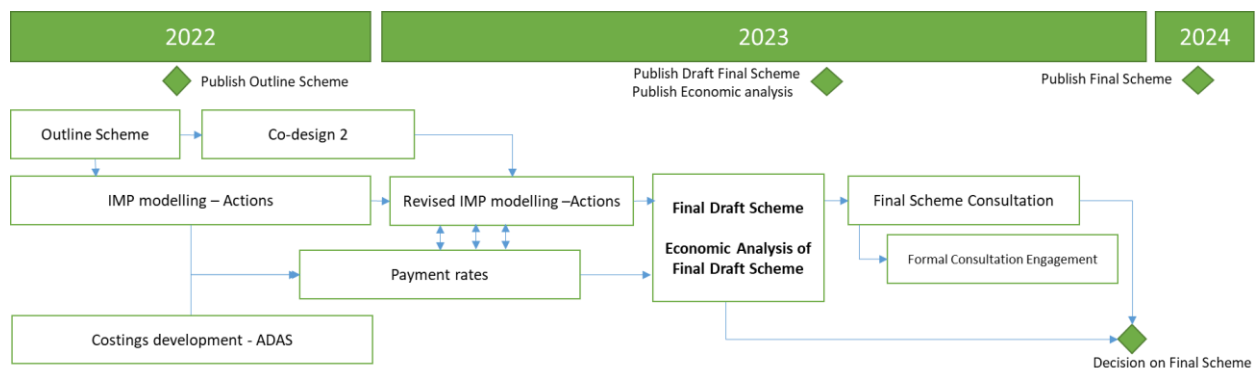 2022
2023
2024
Publish Outline Scheme
Publish Draft Final Scheme
Publish Economic analysis
Publish Final Scheme
Outline Scheme
Co-design 2
IMP modelling – Actions
Revised IMP modelling –Actions
Final Draft Scheme
Economic Analysis of
Final Draft Scheme
Final Scheme Consultation
Formal Consultation Engagement
Payment rates
Costings development - ADAS
Decision on Final Scheme